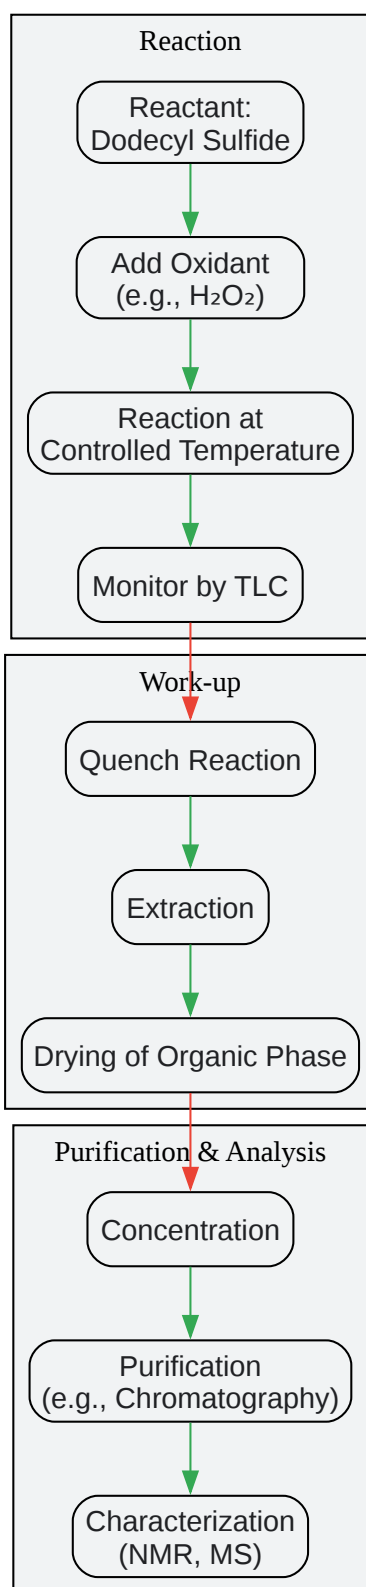 Reaction
Reactant:
Dodecyl Sulfide
Add Oxidant
(e.g., H₂O₂)
Reaction at
Controlled Temperature
Monitor by TLC
Work-up
Quench Reaction
Extraction
Drying of Organic Phase
Purification & Analysis
Concentration
Purification
(e.g., Chromatography)
Characterization
(NMR, MS)